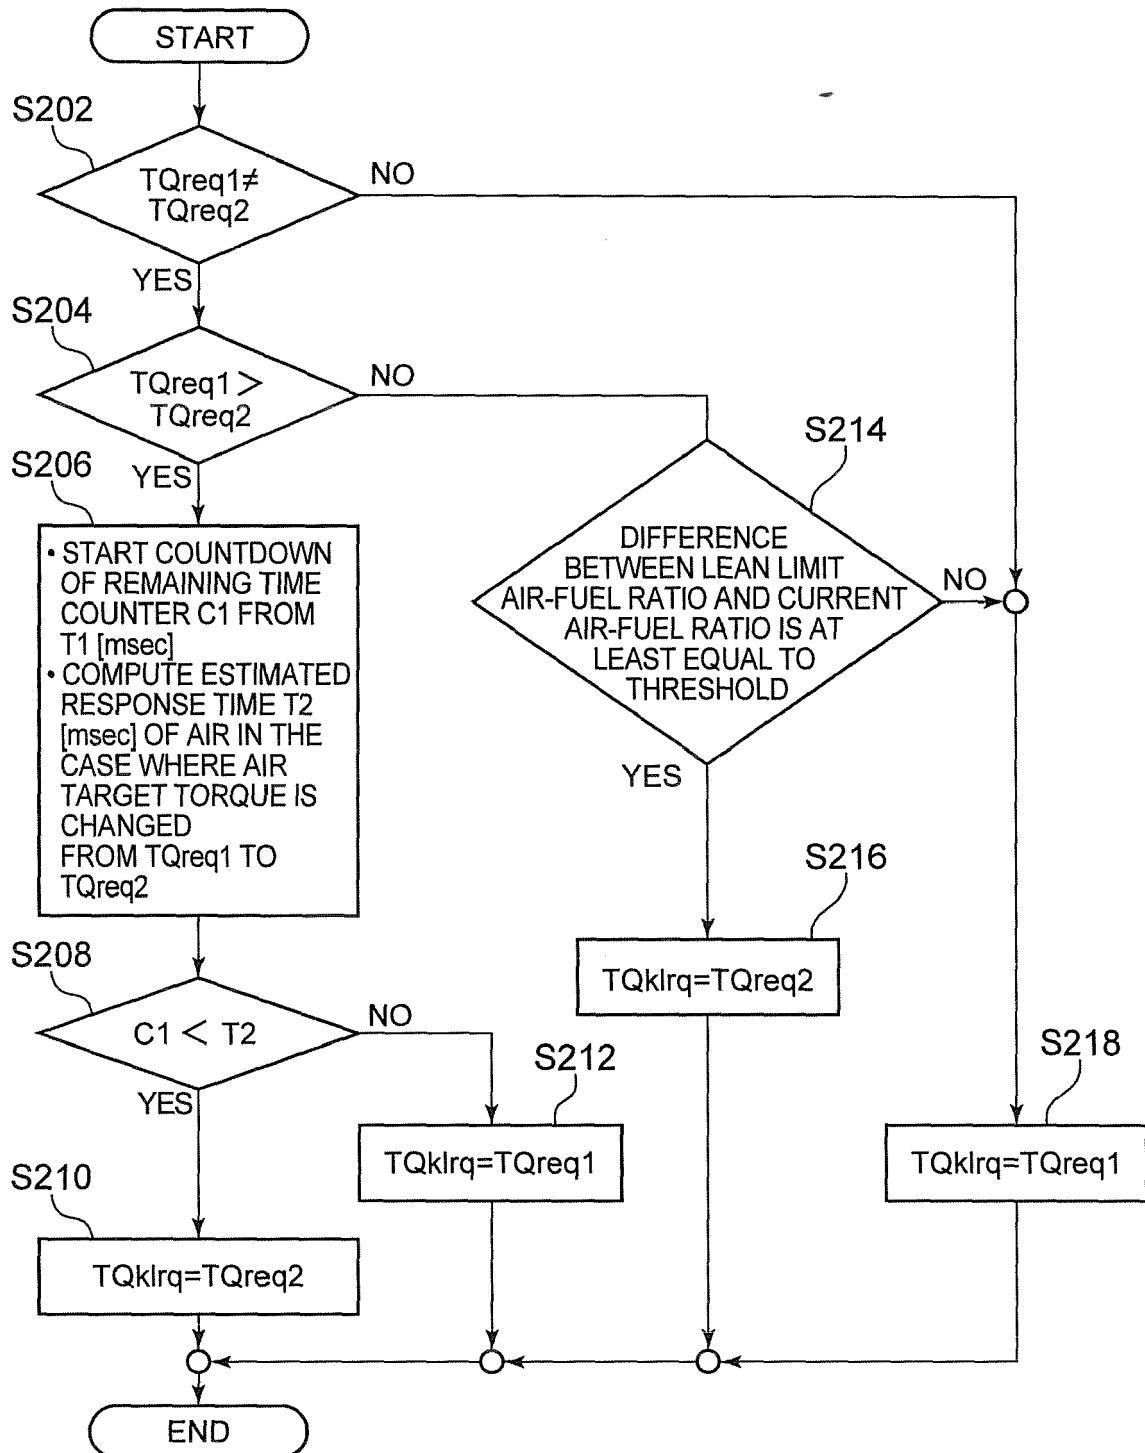 START
S202
TQreq1≠
TQreq2
NO
YES
S204
TQreq1 >
TQreq2
NO
YES
S206
• START COUNTDOWN
OF REMAINING TIME
COUNTER C1 FROM
T1 [msec]
• COMPUTE ESTIMATED
RESPONSE TIME T2
[msec] OF AIR IN THE
CASE WHERE AIR
TARGET TORQUE IS
CHANGED
FROM TQreq1 TO
TQreq2
S214
DIFFERENCE
BETWEEN LEAN LIMIT
AIR-FUEL RATIO AND CURRENT
AIR-FUEL RATIO IS AT
LEAST EQUAL TO
THRESHOLD
NO
YES
S216
TQklrq=TQreq2
S208
C1 < T2
NO
YES
S212
TQklrq=TQreq1
S218
TQklrq=TQreq1
S210
TQklrq=TQreq2
END